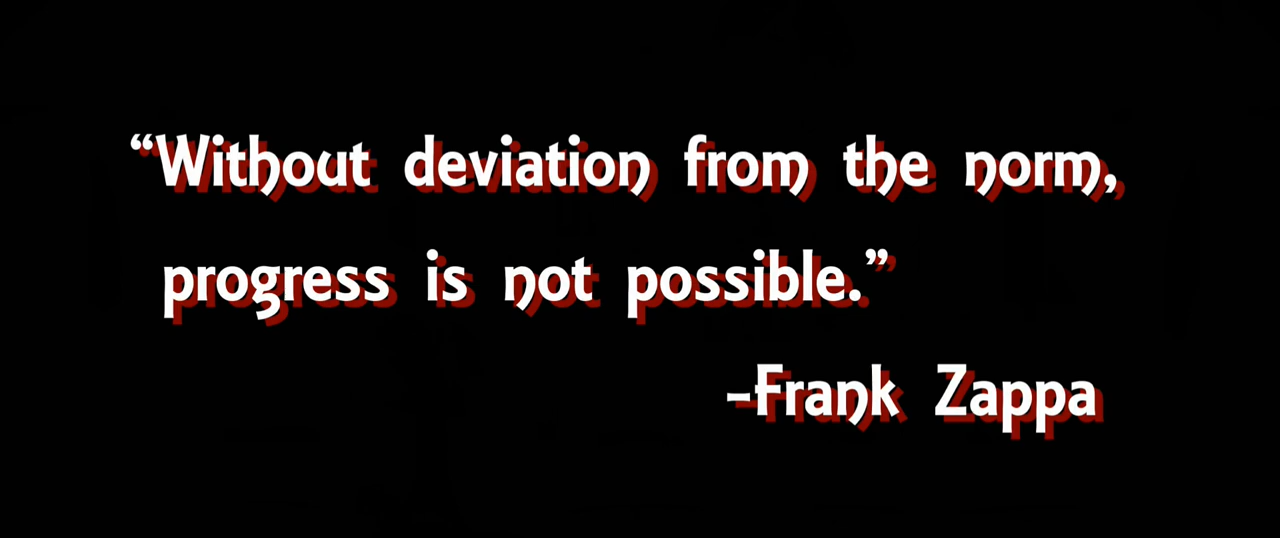 “Without deviation from the norm,
progress is not possible.”
-Frank Zappa